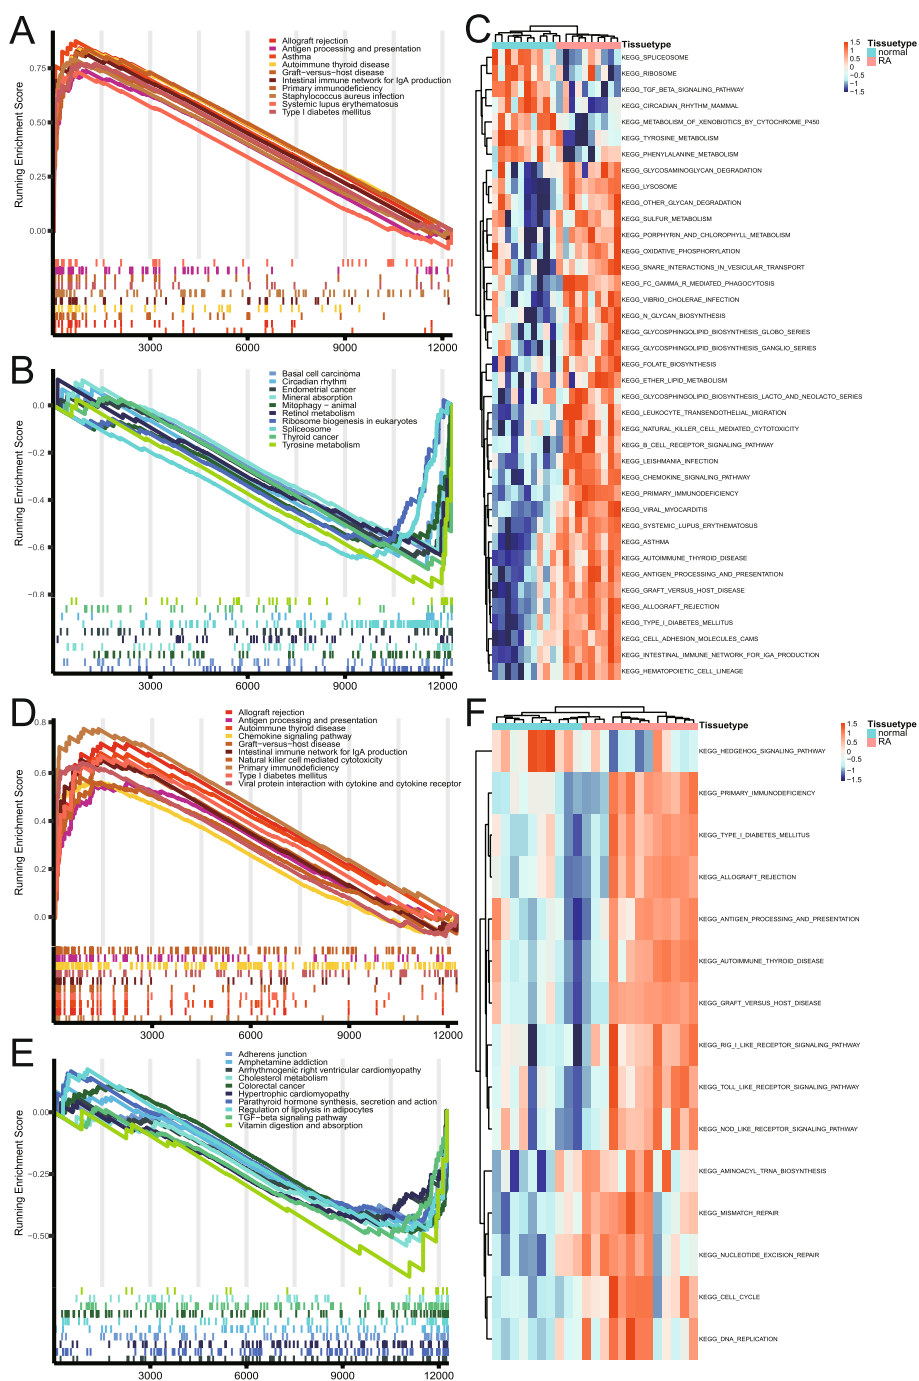 A
Allograft rejection
Antigen processing and presentation
Asthma
Autoimmune thyroid disease
Graft−versus−host disease
Intestinal immune network for IgA production
Primary immunodeficiency
Staphylococcus aureus infection
Systemic lupus erythematosus
Type I diabetes mellitus
Running Enrichment Score
0.75
0.50
0.25
0.00
3000 6000 9000 12000
B
Basal cell carcinoma
Circadian rhythm
Endometrial cancer
Mineral absorption
Mitophagy − animal
Retinol metabolism
Ribosome biogenesis in eukaryotes
Spliceosome
Thyroid cancer
Tyrosine metabolism
Running Enrichment Score
0.0
−0.2
−0.4
−0.6
−0.8
3000 6000 9000 12000
C
Tissuetype
KEGG_SPLICEOSOME
KEGG_RIBOSOME
KEGG_TGF_BETA_SIGNALING_PATHWAY
KEGG_CIRCADIAN_RHYTHM_MAMMAL
KEGG_METABOLISM_OF_XENOBIOTICS_BY_CYTOCHROME_P450
KEGG_TYROSINE_METABOLISM
KEGG_PHENYLALANINE_METABOLISM
KEGG_GLYCOSAMINOGLYCAN_DEGRADATION
KEGG_LYSOSOME
KEGG_OTHER_GLYCAN_DEGRADATION
KEGG_SULFUR_METABOLISM
KEGG_PORPHYRIN_AND_CHLOROPHYLL_METABOLISM
KEGG_OXIDATIVE_PHOSPHORYLATION
KEGG_SNARE_INTERACTIONS_IN_VESICULAR_TRANSPORT
KEGG_FC_GAMMA_R_MEDIATED_PHAGOCYTOSIS
KEGG_VIBRIO_CHOLERAE_INFECTION
KEGG_N_GLYCAN_BIOSYNTHESIS
KEGG_GLYCOSPHINGOLIPID_BIOSYNTHESIS_GLOBO_SERIES
KEGG_GLYCOSPHINGOLIPID_BIOSYNTHESIS_GANGLIO_SERIES
KEGG_FOLATE_BIOSYNTHESIS
KEGG_ETHER_LIPID_METABOLISM
KEGG_GLYCOSPHINGOLIPID_BIOSYNTHESIS_LACTO_AND_NEOLACTO_SERIES
KEGG_LEUKOCYTE_TRANSENDOTHELIAL_MIGRATION
KEGG_NATURAL_KILLER_CELL_MEDIATED_CYTOTOXICITY
KEGG_B_CELL_RECEPTOR_SIGNALING_PATHWAY
KEGG_LEISHMANIA_INFECTION
KEGG_CHEMOKINE_SIGNALING_PATHWAY
KEGG_PRIMARY_IMMUNODEFICIENCY
KEGG_VIRAL_MYOCARDITIS
KEGG_SYSTEMIC_LUPUS_ERYTHEMATOSUS
KEGG_ASTHMA
KEGG_AUTOIMMUNE_THYROID_DISEASE
KEGG_ANTIGEN_PROCESSING_AND_PRESENTATION
KEGG_GRAFT_VERSUS_HOST_DISEASE
KEGG_ALLOGRAFT_REJECTION
KEGG_TYPE_I_DIABETES_MELLITUS
KEGG_CELL_ADHESION_MOLECULES_CAMS
KEGG_INTESTINAL_IMMUNE_NETWORK_FOR_IGA_PRODUCTION
KEGG_HEMATOPOIETIC_CELL_LINEAGE
1.5
1
0.5
0
−0.5
−1
−1.5
Tissuetype
normal
RA
D
Allograft rejection
Antigen processing and presentation
Autoimmune thyroid disease
Chemokine signaling pathway
Graft−versus−host disease
Intestinal immune network for IgA production
Natural killer cell mediated cytotoxicity
Primary immunodeficiency
Type I diabetes mellitus
Viral protein interaction with cytokine and cytokine receptor
Running Enrichment Score
0.8
0.6
0.4
0.2
0.0
3000 6000 9000 12000
E
Adherens junction
Amphetamine addiction
Arrhythmogenic right ventricular cardiomyopathy
Cholesterol metabolism
Colorectal cancer
Hypertrophic cardiomyopathy
Parathyroid hormone synthesis, secretion and action
Regulation of lipolysis in adipocytes
TGF−beta signaling pathway
Vitamin digestion and absorption
Running Enrichment Score
0.00
−0.25
−0.50
3000 6000 9000 12000
F
Tissuetype
KEGG_HEDGEHOG_SIGNALING_PATHWAY
KEGG_PRIMARY_IMMUNODEFICIENCY
KEGG_TYPE_I_DIABETES_MELLITUS
KEGG_ALLOGRAFT_REJECTION
KEGG_ANTIGEN_PROCESSING_AND_PRESENTATION
KEGG_AUTOIMMUNE_THYROID_DISEASE
KEGG_GRAFT_VERSUS_HOST_DISEASE
KEGG_RIG_I_LIKE_RECEPTOR_SIGNALING_PATHWAY
KEGG_TOLL_LIKE_RECEPTOR_SIGNALING_PATHWAY
KEGG_NOD_LIKE_RECEPTOR_SIGNALING_PATHWAY
KEGG_AMINOACYL_TRNA_BIOSYNTHESIS
KEGG_MISMATCH_REPAIR
KEGG_NUCLEOTIDE_EXCISION_REPAIR
KEGG_CELL_CYCLE
KEGG_DNA_REPLICATION
1.5
1
0.5
0
−0.5
−1
−1.5
Tissuetype
normal
RA